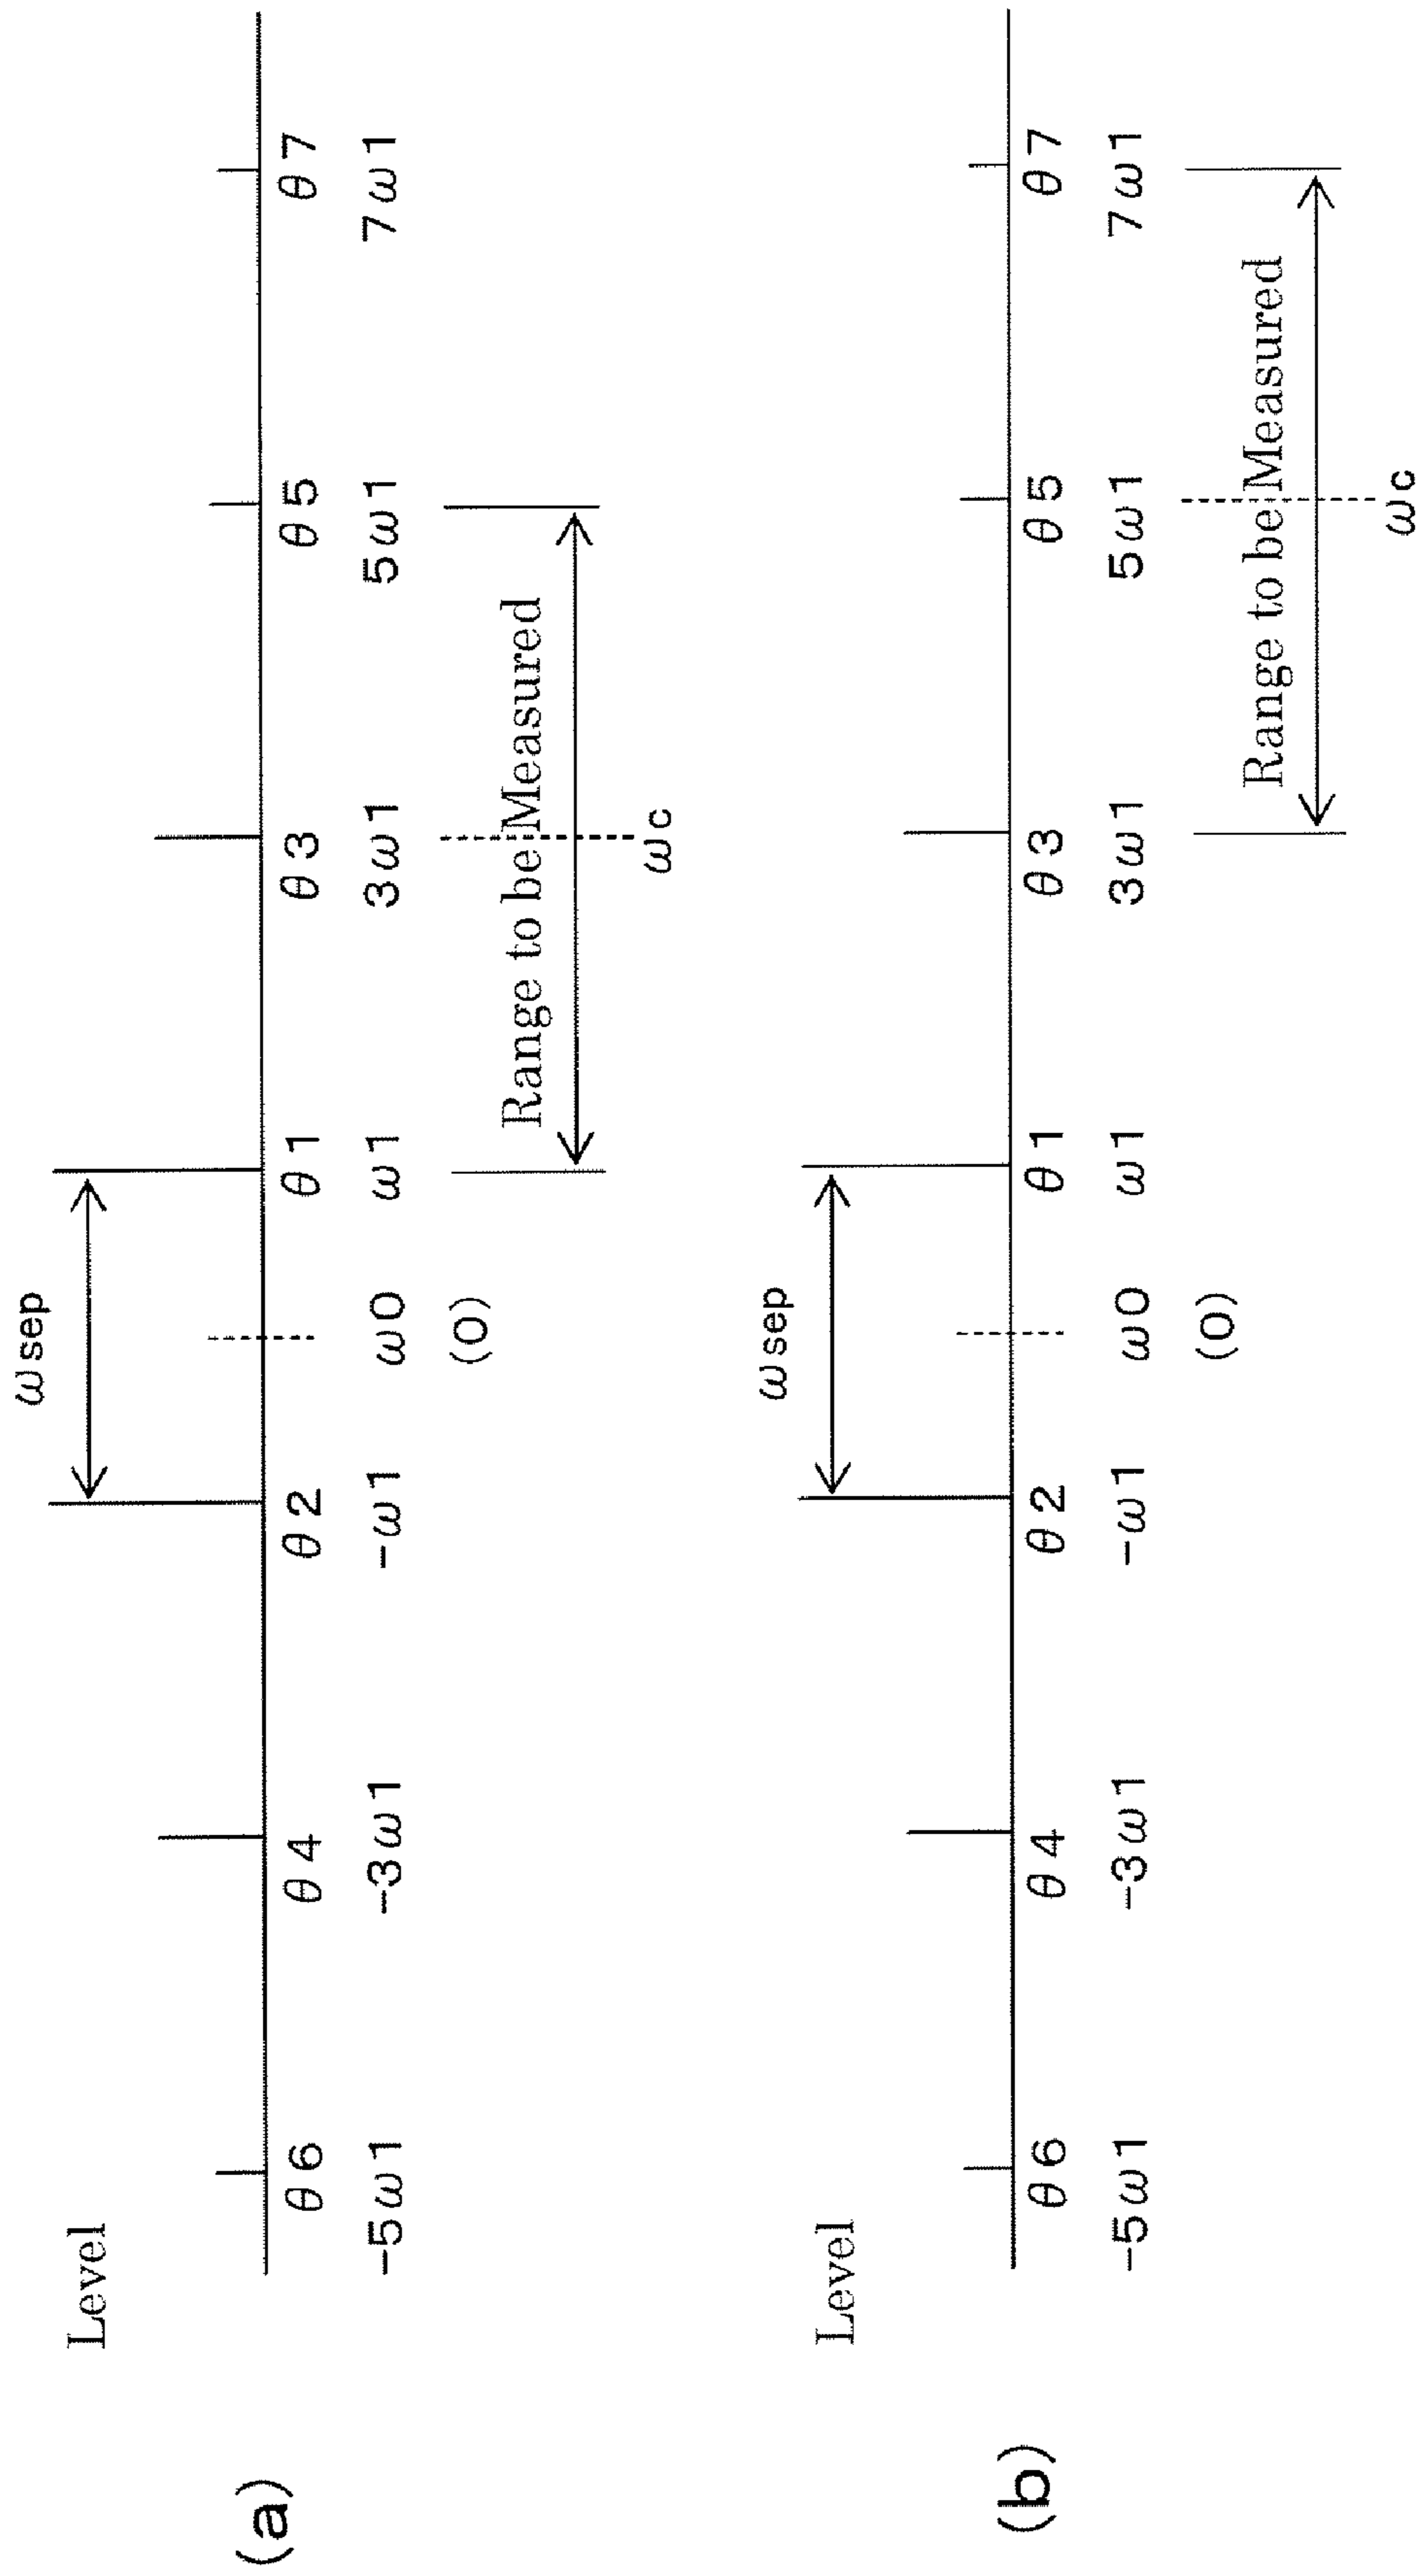 (a)
Level
ωsep
θ6 θ4 θ2 θ1 θ3 θ5 θ7
-5ω1 -3ω1 -ω1 ω0 ω1 3ω1 5ω1 7ω1
(0)
Range to be Measured
ωc
(b)
Level
ωsep
θ6 θ4 θ2 θ1 θ3 θ5 θ7
-5ω1 -3ω1 -ω1 ω0 ω1 3ω1 5ω1 7ω1
(0)
Range to be Measured
ωc